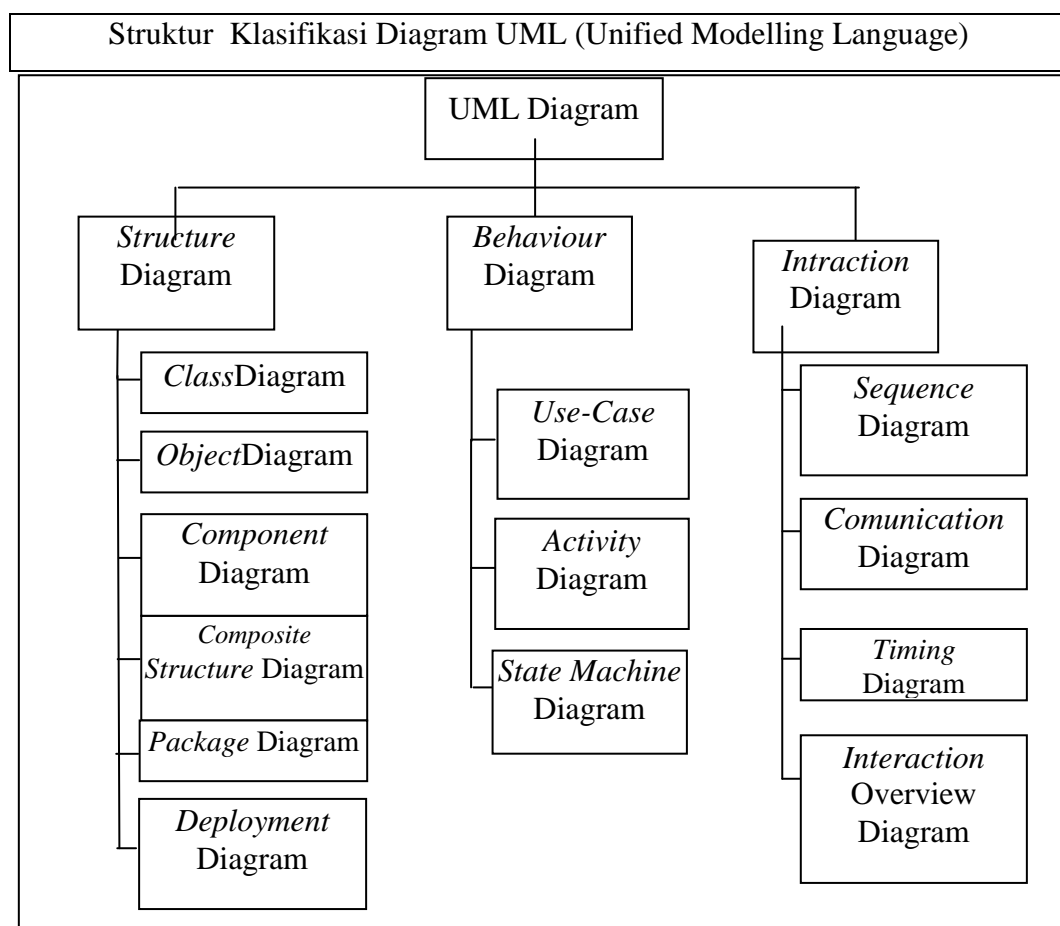 Struktur Klasifikasi Diagram UML (Unified Modelling Language)
UML Diagram
Structure
Diagram
ClassDiagram
ObjectDiagram
Component
Diagram
Composite
Structure Diagram
Package Diagram
Deployment
Diagram
Behaviour
Diagram
Use-Case
Diagram
Activity
Diagram
State Machine
Diagram
Intraction
Diagram
Sequence
Diagram
Comunication
Diagram
Timing
Diagram
Interaction
Overview
Diagram